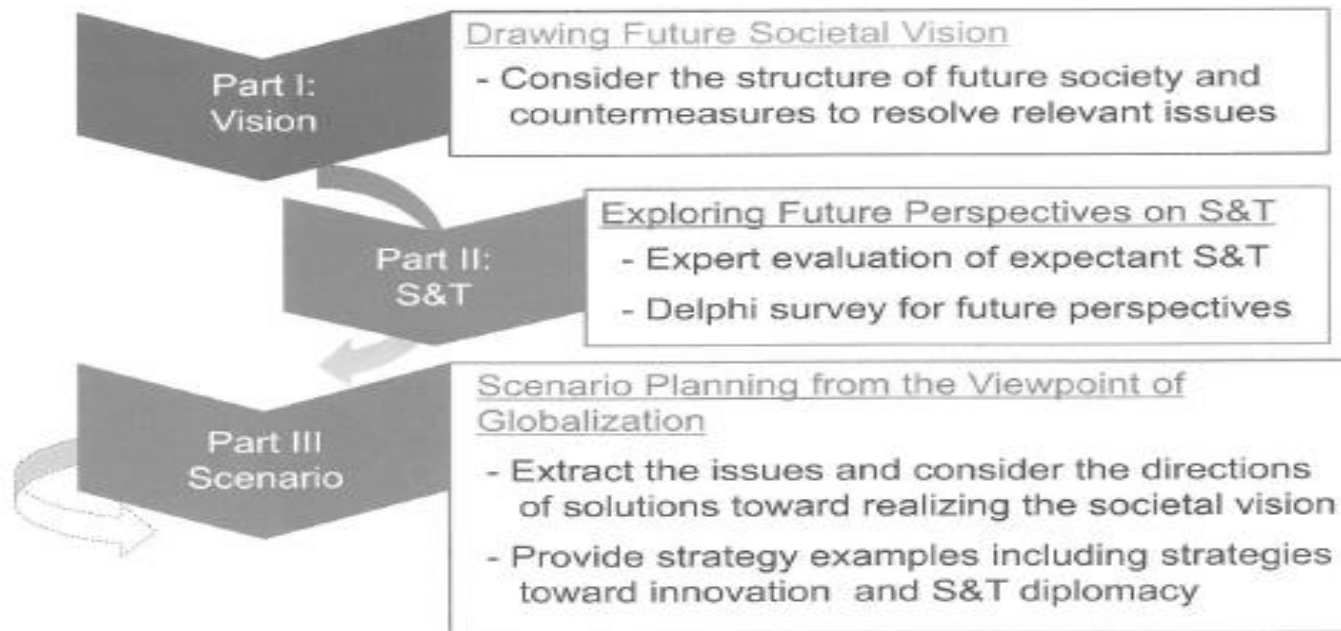 Part I:
Vision
Drawing Future Societal Vision
- Consider the structure of future society and
countermeasures to resolve relevant issues
Part II:
S&T
Exploring Future Perspectives on S&T
- Expert evaluation of expectant S&T
- Delphi survey for future perspectives
Part III
Scenario
Scenario Planning from the Viewpoint of
Globalization
- Extract the issues and consider the directions
of solutions toward realizing the societal vision
- Provide strategy examples including strategies
toward innovation and S&T diplomacy